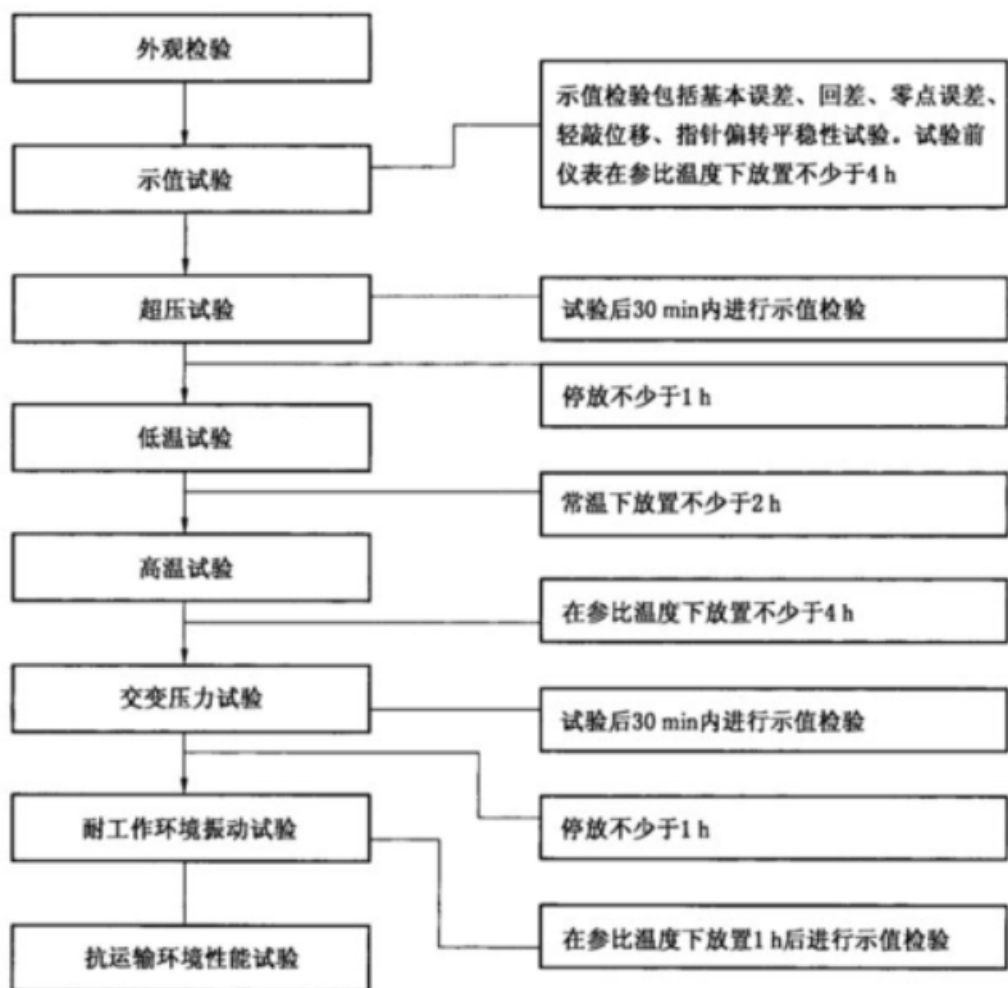 外观检验
示值检验包括基本误差、回差、零点误差、
轻敲位移、指针偏转平稳性试验。试验前
仪表在参比温度下放置不少于4 h
示值试验
超压试验
试验后30 min内进行示值检验
停放不少于1 h
低温试验
常温下放置不少于2 h
高温试验
在参比温度下放置不少于4 h
交变压力试验
试验后30 min内进行示值检验
耐工作环境振动试验
停放不少于1 h
抗运输环境性能试验
在参比温度下放置1 h后进行示值检验